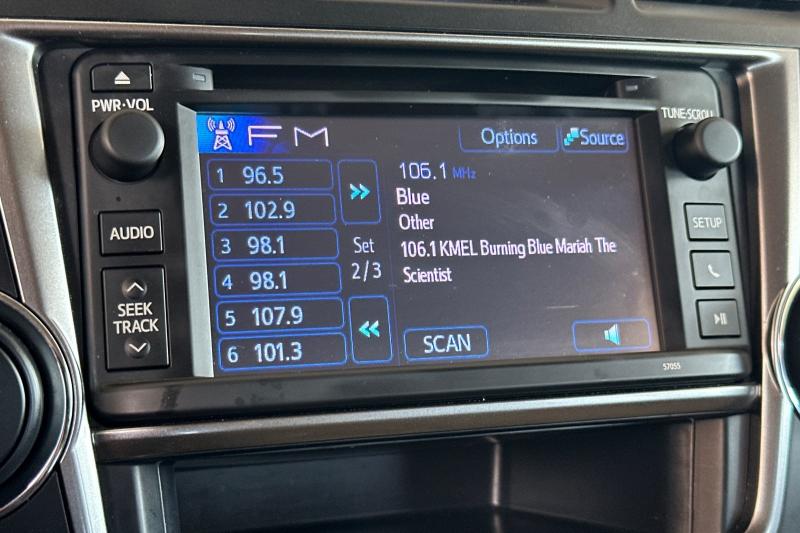 PWR·VOL
TUNE·SCROLL
FM
Options
Source
1 96.5
2 102.9
3 98.1
4 98.1
5 107.9
6 101.3
Set
2/3
106.1 MHz
Blue
Other
106.1 KMEL Burning Blue Mariah The
Scientist
SCAN
AUDIO
SEEK
TRACK
SETUP
57055